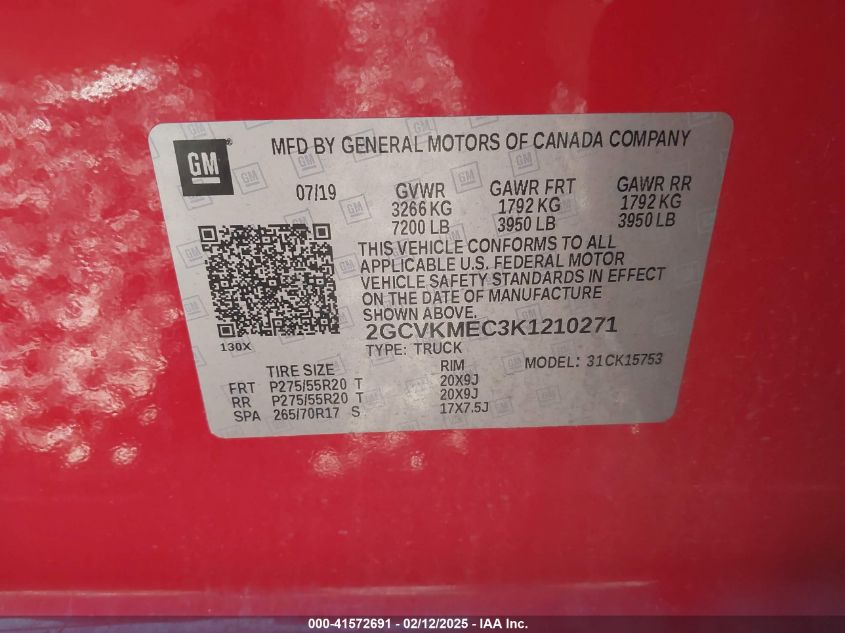 GM
MFD BY GENERAL MOTORS OF CANADA COMPANY
07/19 GVWR GAWR FRT GAWR RR
3266 KG 1792 KG 1792 KG
7200 LB 3950 LB 3950 LB
THIS VEHICLE CONFORMS TO ALL
APPLICABLE U.S. FEDERAL MOTOR
VEHICLE SAFETY STANDARDS IN EFFECT
ON THE DATE OF MANUFACTURE
SHOWN ABOVE.
2GCVKMEC3K1210271
130X
TYPE: TRUCK MODEL: 31CK15753
TIRE SIZE RIM
FRT P275/55R20 T 20X9J
RR P275/55R20 T 20X9J
SPA 265/70R17 S 17X7.5J
000-41572691 - 02/12/2025 - IAA Inc.